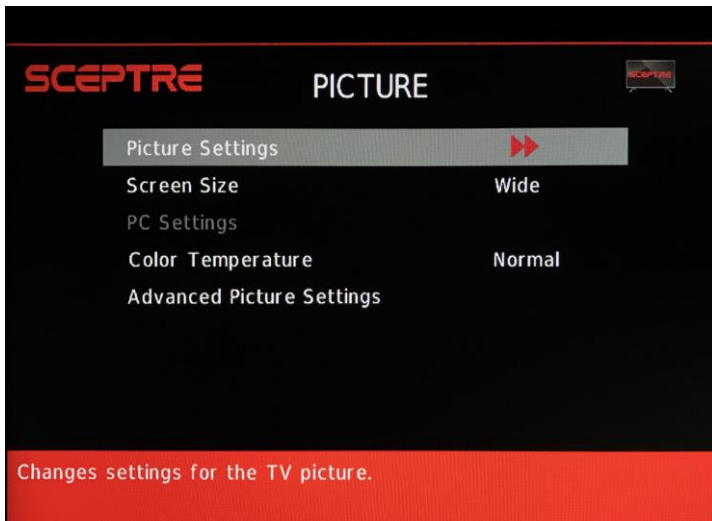 SCEPTRE
PICTURE
SCEPTRE
Picture Settings
Screen Size Wide
PC Settings
Color Temperature Normal
Advanced Picture Settings
Changes settings for the TV picture.